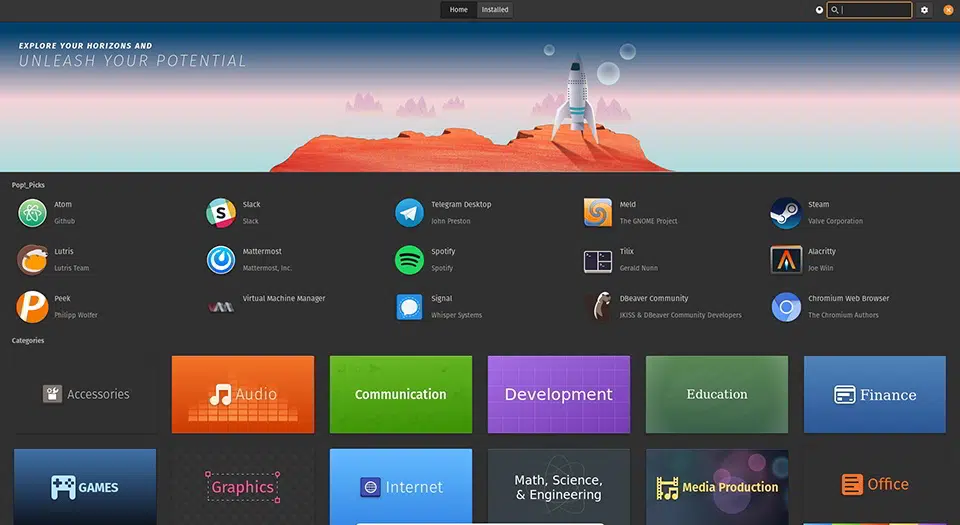 Home
Installed
EXPLORE YOUR HORIZONS AND
UNLEASH YOUR POTENTIAL
Pop!_Picks
Atom
Github
Slack
Slack
Telegram Desktop
John Preston
Meld
The GNOME Project
Steam
Valve Corporation
Lutris
Lutris Team
Mattermost
Mattermost, Inc.
Spotify
Spotify
Tilix
Gerald Nunn
Alacritty
Joe Wilm
Peek
Philipp Wolfer
Virtual Machine Manager
Signal
Whisper Systems
DBeaver Community
JKISS & DBeaver Community Developers
Chromium Web Browser
The Chromium Authors
Categories
Accessories
Audio
Communication
Development
Education
Finance
GAMES
Graphics
Internet
Math, Science,
& Engineering
Media Production
Office